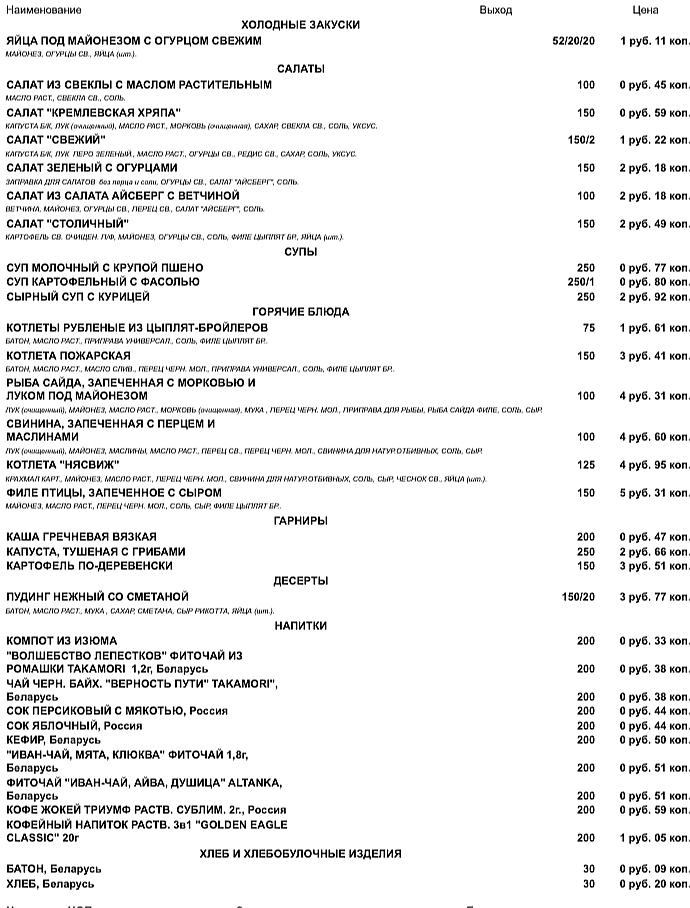 Наименование Выход Цена
ХОЛОДНЫЕ ЗАКУСКИ
ЯЙЦА ПОД МАЙОНЕЗОМ С ОГУРЦОМ СВЕЖИМ 52/20/20 1 руб. 11 коп.
МАЙОНЕЗ, ОГУРЦЫ СВ., ЯЙЦА (шт.).
САЛАТЫ
САЛАТ ИЗ СВЕКЛЫ С МАСЛОМ РАСТИТЕЛЬНЫМ 100 0 руб. 45 коп.
МАСЛО РАСТ., СВЕКЛА СВ., СОЛЬ.
САЛАТ "КРЕМЛЕВСКАЯ ХРЯПА" 150 0 руб. 59 коп.
КАПУСТА Б/К, ЛУК (очищенный), МАСЛО РАСТ., МОРКОВЬ (очищенная), САХАР, СВЕКЛА СВ., СОЛЬ, УКСУС.
САЛАТ "СВЕЖИЙ" 150/2 1 руб. 22 коп.
КАПУСТА Б/К, ЛУК ПЕРО ЗЕЛЕНЫЙ., МАСЛО РАСТ., ОГУРЦЫ СВ., РЕДИС СВ., САХАР, СОЛЬ, УКСУС.
САЛАТ ЗЕЛЕНЫЙ С ОГУРЦАМИ 150 2 руб. 18 коп.
ЗАПРАВКА ДЛЯ САЛАТОВ без перца и соли, ОГУРЦЫ СВ., САЛАТ "АЙСБЕРГ", СОЛЬ.
САЛАТ ИЗ САЛАТА АЙСБЕРГ С ВЕТЧИНОЙ 100 2 руб. 18 коп.
ВЕТЧИНА, МАЙОНЕЗ, ОГУРЦЫ СВ., ПЕРЕЦ СВ., САЛАТ "АЙСБЕРГ", СОЛЬ.
САЛАТ "СТОЛИЧНЫЙ" 150 2 руб. 49 коп.
КАРТОФЕЛЬ СВ. ОЧИЩЕН. П/Ф, МАЙОНЕЗ, ОГУРЦЫ СВ., СОЛЬ, ФИЛЕ ЦЫПЛЯТ БР., ЯЙЦА (шт.).
СУПЫ
СУП МОЛОЧНЫЙ С КРУПОЙ ПШЕНО 250 0 руб. 77 коп.
СУП КАРТОФЕЛЬНЫЙ С ФАСОЛЬЮ 250/1 0 руб. 80 коп.
СЫРНЫЙ СУП С КУРИЦЕЙ 250 2 руб. 92 коп.
ГОРЯЧИЕ БЛЮДА
КОТЛЕТЫ РУБЛЕНЫЕ ИЗ ЦЫПЛЯТ-БРОЙЛЕРОВ 75 1 руб. 61 коп.
БАТОН, МАСЛО РАСТ., ПРИПРАВА УНИВЕРСАЛ., СОЛЬ, ФИЛЕ ЦЫПЛЯТ БР..
КОТЛЕТА ПОЖАРСКАЯ 150 3 руб. 41 коп.
БАТОН, МАСЛО РАСТ., МАСЛО СЛИВ., ПЕРЕЦ ЧЕРН. МОЛ., ПРИПРАВА УНИВЕРСАЛ., СОЛЬ, ФИЛЕ ЦЫПЛЯТ БР..
РЫБА САЙДА, ЗАПЕЧЕННАЯ С МОРКОВЬЮ И
ЛУКОМ ПОД МАЙОНЕЗОМ 100 4 руб. 31 коп.
ЛУК (очищенный), МАЙОНЕЗ, МАСЛО РАСТ., МОРКОВЬ (очищенная), МУКА , ПЕРЕЦ ЧЕРН. МОЛ., ПРИПРАВА ДЛЯ РЫБЫ, РЫБА САЙДА ФИЛЕ, СОЛЬ, СЫР.
СВИНИНА, ЗАПЕЧЕННАЯ С ПЕРЦЕМ И
МАСЛИНАМИ 100 4 руб. 60 коп.
ЛУК (очищенный), МАЙОНЕЗ, МАСЛИНЫ, МАСЛО РАСТ., ПЕРЕЦ СВ., ПЕРЕЦ ЧЕРН. МОЛ., СВИНИНА ДЛЯ НАТУР.ОТБИВНЫХ, СОЛЬ, СЫР.
КОТЛЕТА "НЯСВИЖ" 125 4 руб. 95 коп.
КРАХМАЛ КАРТ., МАЙОНЕЗ, МАСЛО РАСТ., ПЕРЕЦ ЧЕРН. МОЛ., СВИНИНА ДЛЯ НАТУР.ОТБИВНЫХ, СОЛЬ, СЫР, ЧЕСНОК СВ., ЯЙЦА (шт.).
ФИЛЕ ПТИЦЫ, ЗАПЕЧЕННОЕ С СЫРОМ 150 5 руб. 31 коп.
МАЙОНЕЗ, МАСЛО РАСТ., ПЕРЕЦ ЧЕРН. МОЛ., СОЛЬ, СЫР, ФИЛЕ ЦЫПЛЯТ БР..
ГАРНИРЫ
КАША ГРЕЧНЕВАЯ ВЯЗКАЯ 200 0 руб. 47 коп.
КАПУСТА, ТУШЕНАЯ С ГРИБАМИ 250 2 руб. 66 коп.
КАРТОФЕЛЬ ПО-ДЕРЕВЕНСКИ 150 3 руб. 51 коп.
ДЕСЕРТЫ
ПУДИНГ НЕЖНЫЙ СО СМЕТАНОЙ 150/20 3 руб. 77 коп.
БАТОН, МАСЛО РАСТ., МУКА , САХАР, СМЕТАНА, СЫР РИКОТТА, ЯЙЦА (шт.).
НАПИТКИ
КОМПОТ ИЗ ИЗЮМА 200 0 руб. 33 коп.
"ВОЛШЕБСТВО ЛЕПЕСТКОВ" ФИТОЧАЙ ИЗ
РОМАШКИ TAKAMORI 1,2г, Беларусь 200 0 руб. 38 коп.
ЧАЙ ЧЕРН. БАЙХ. "ВЕРНОСТЬ ПУТИ" TAKAMORI",
Беларусь 200 0 руб. 38 коп.
СОК ПЕРСИКОВЫЙ С МЯКОТЬЮ, Россия 200 0 руб. 44 коп.
СОК ЯБЛОЧНЫЙ, Россия 200 0 руб. 44 коп.
КЕФИР, Беларусь 200 0 руб. 50 коп.
"ИВАН-ЧАЙ, МЯТА, КЛЮКВА" ФИТОЧАЙ 1,8г,
Беларусь 200 0 руб. 51 коп.
ФИТОЧАЙ "ИВАН-ЧАЙ, АЙВА, ДУШИЦА" ALTANKA,
Беларусь 200 0 руб. 51 коп.
КОФЕ ЖОКЕЙ ТРИУМФ РАСТВ. СУБЛИМ. 2г., Россия 200 0 руб. 59 коп.
КОФЕЙНЫЙ НАПИТОК РАСТВ. 3в1 "GOLDEN EAGLE
CLASSIC" 20г 200 1 руб. 05 коп.
ХЛЕБ И ХЛЕБОБУЛОЧНЫЕ ИЗДЕЛИЯ
БАТОН, Беларусь 30 0 руб. 09 коп.
ХЛЕБ, Беларусь 30 0 руб. 20 коп.